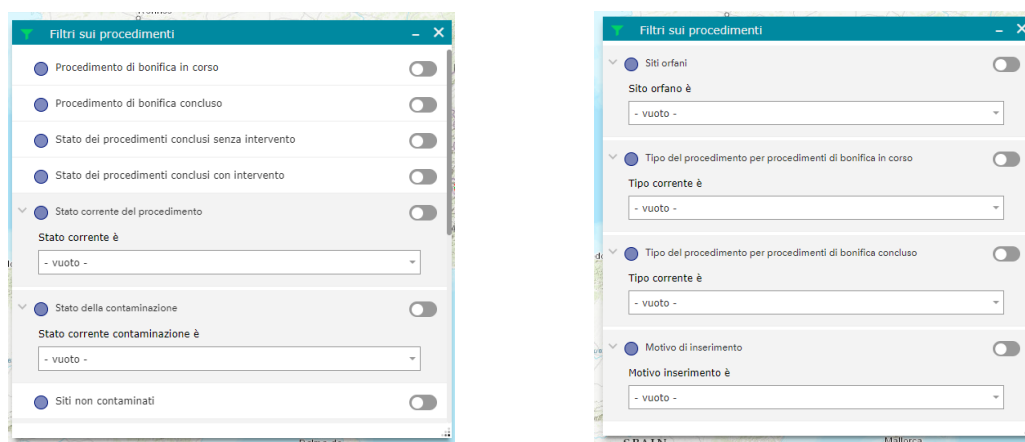 Filtri sui procedimenti
Procedimento di bonifica in corso
Procedimento di bonifica concluso
Stato dei procedimenti conclusi senza intervento
Stato dei procedimenti conclusi con intervento
Stato corrente del procedimento
Stato corrente è
- vuoto -
Stato della contaminazione
Stato corrente contaminazione è
- vuoto -
Siti non contaminati
Filtri sui procedimenti
Siti orfani
Sito orfano è
- vuoto -
Tipo del procedimento per procedimenti di bonifica in corso
Tipo corrente è
- vuoto -
Tipo del procedimento per procedimenti di bonifica concluso
Tipo corrente è
- vuoto -
Motivo di inserimento
Motivo inserimento è
- vuoto -
SPAIN
Mallorca